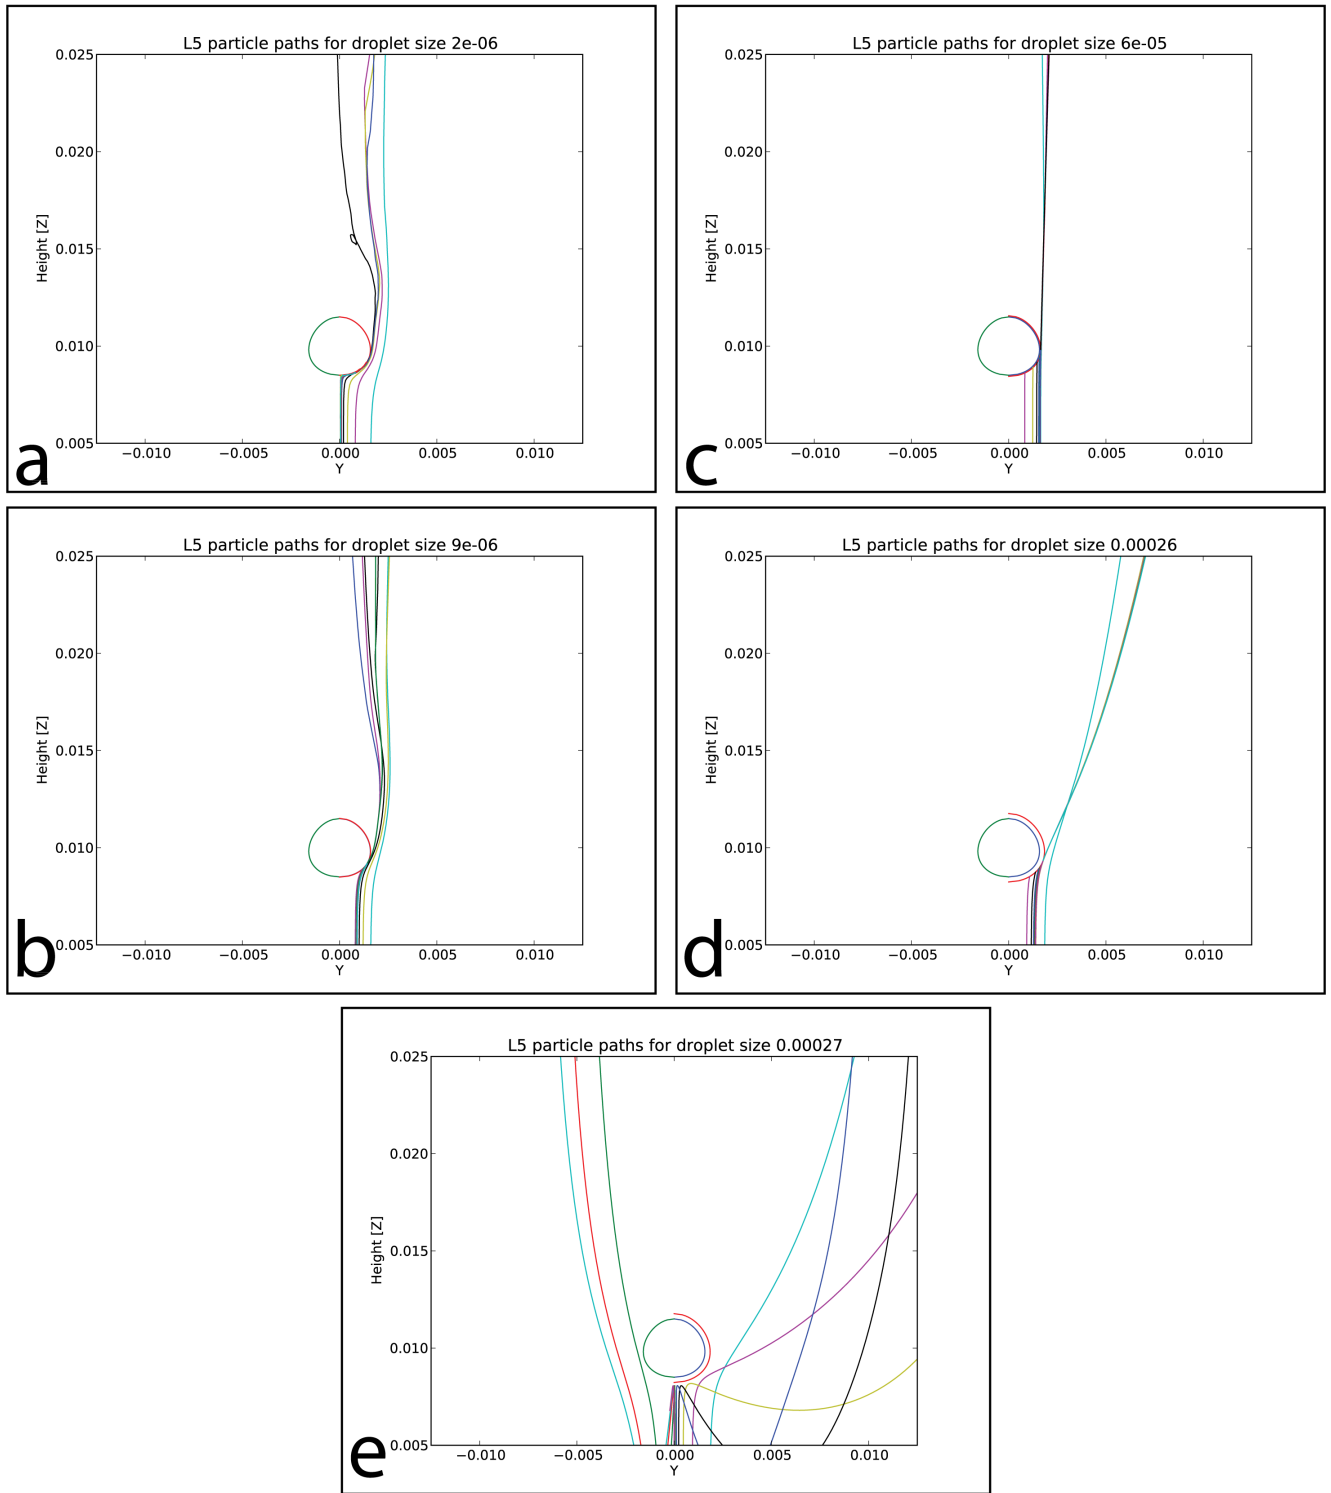 L5 particle paths for droplet size 2e-06
0.025
0.020
0.015
0.010
0.005
Height [Z]
−0.010 −0.005 0.000 0.005 0.010
Y
a
L5 particle paths for droplet size 6e-05
0.025
0.020
0.015
0.010
0.005
Height [Z]
−0.010 −0.005 0.000 0.005 0.010
Y
c
L5 particle paths for droplet size 9e-06
0.025
0.020
0.015
0.010
0.005
Height [Z]
−0.010 −0.005 0.000 0.005 0.010
Y
b
L5 particle paths for droplet size 0.00026
0.025
0.020
0.015
0.010
0.005
Height [Z]
−0.010 −0.005 0.000 0.005 0.010
Y
d
L5 particle paths for droplet size 0.00027
0.025
0.020
0.015
0.010
0.005
Height [Z]
−0.010 −0.005 0.000 0.005 0.010
Y
e